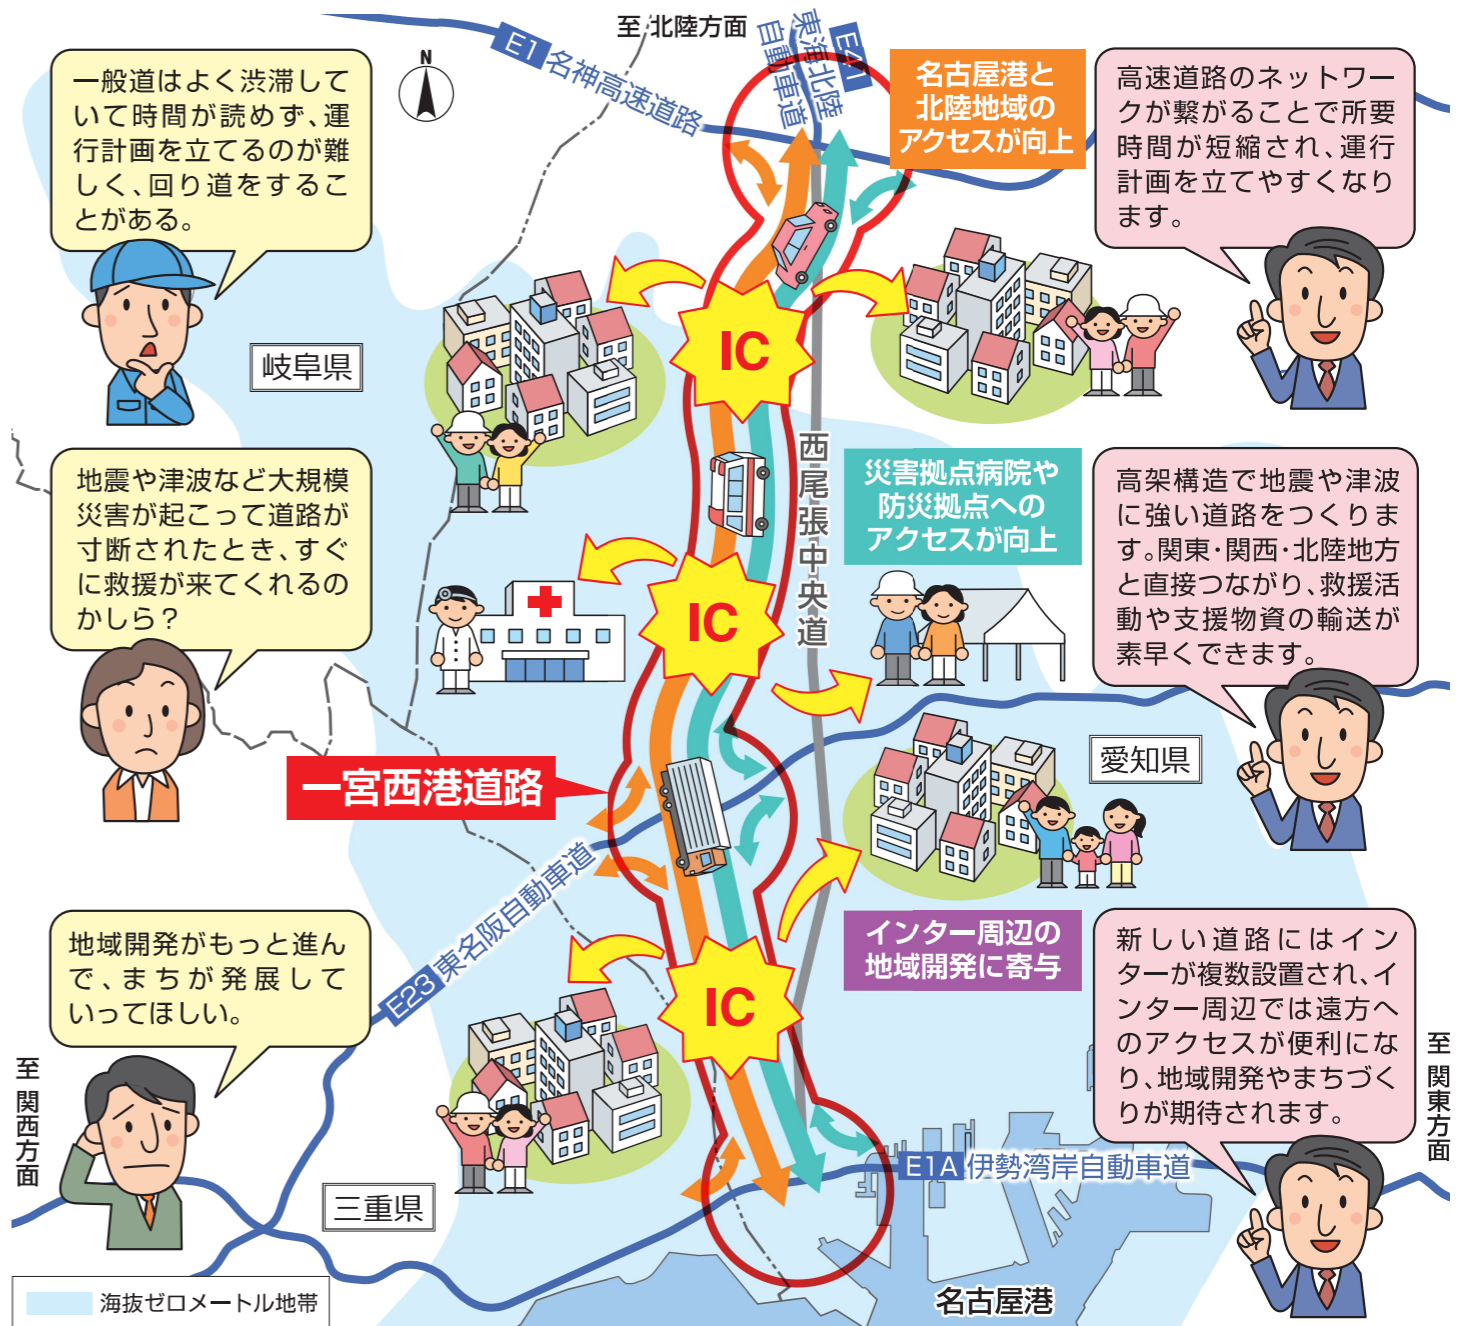 至 北陸方面
E1 名神高速道路
東海北陸
自動車道
E41
N
一般道はよく渋滞して
いて時間が読めず、運
行計画を立てるのが難
しく、回り道をするこ
とがある。
名古屋港と
北陸地域の
アクセスが向上
高速道路のネットワー
クが繋がることで所要
時間が短縮され、運行
計画を立てやすくなり
ます。
岐阜県
IC
西尾張中央道
地震や津波など大規模
災害が起こって道路が
寸断されたとき、すぐ
に救援が来てくれるの
かしら?
災害拠点病院や
防災拠点への
アクセスが向上
高架構造で地震や津波
に強い道路をつくりま
す。関東・関西・北陸地方
と直接つながり、救援活
動や支援物資の輸送が
素早くできます。
IC
一宮西港道路
愛知県
E23 東名阪自動車道
地域開発がもっと進ん
で、まちが発展して
いってほしい。
インター周辺の
地域開発に寄与
新しい道路にはイン
ターが複数設置され、イ
ンター周辺では遠方へ
のアクセスが便利にな
り、地域開発やまちづく
りが期待されます。
IC
至 関西方面
至 関東方面
E1A 伊勢湾岸自動車道
三重県
海抜ゼロメートル地帯
名古屋港